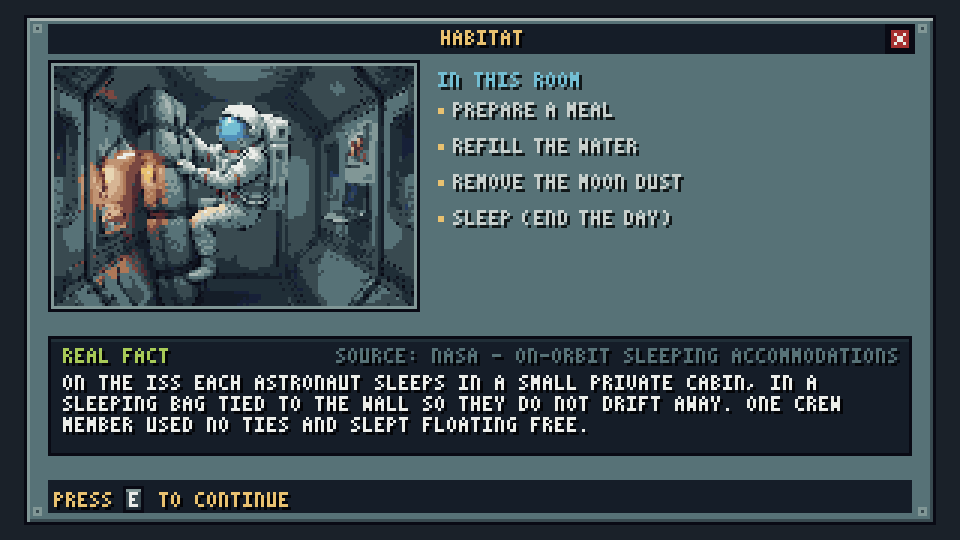 HABITAT
IN THIS ROOM
PREPARE A MEAL
REFILL THE WATER
REMOVE THE MOON DUST
SLEEP (END THE DAY)
REAL FACT
SOURCE: NASA - ON-ORBIT SLEEPING ACCOMMODATIONS
ON THE ISS EACH ASTRONAUT SLEEPS IN A SMALL PRIVATE CABIN, IN A
SLEEPING BAG TIED TO THE WALL SO THEY DO NOT DRIFT AWAY. ONE CREW
MEMBER USED NO TIES AND SLEPT FLOATING FREE.
PRESS E TO CONTINUE